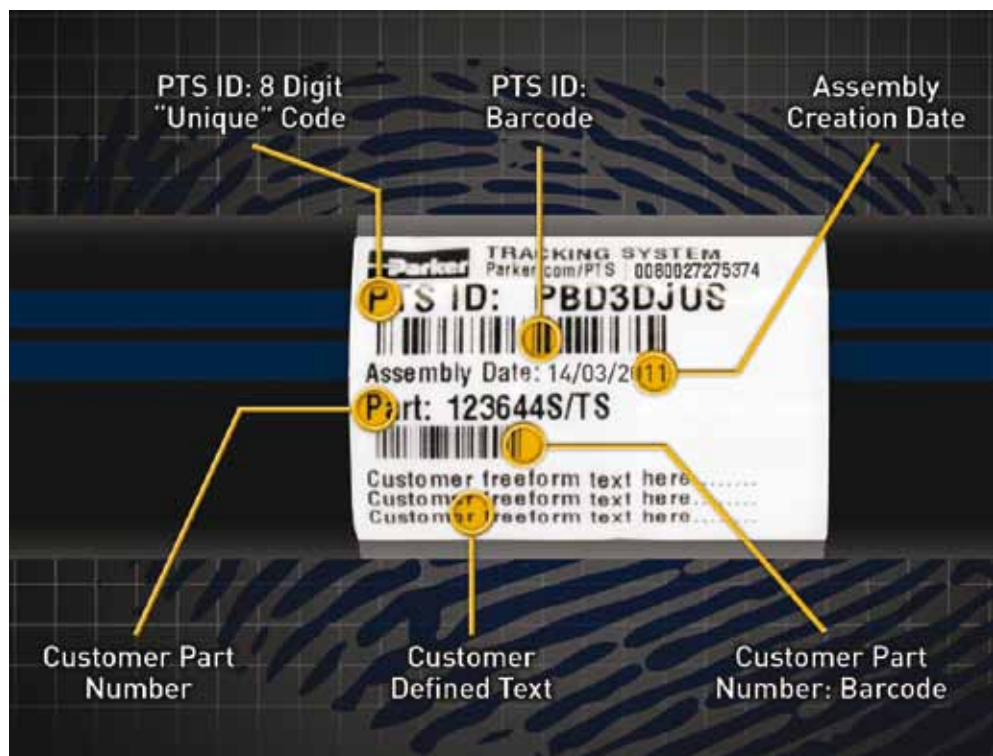 PTS ID: 8 Digit
"Unique" Code
PTS ID:
Barcode
Assembly
Creation Date
Parker
TRACKING SYSTEM
Parker.com/PTS 0080027275374
PTS ID: PBD3DJUS
Assembly Date: 14/03/2011
Part: 123644S/TS
Customer freeform text here........
Customer freeform text here........
Customer freeform text here........
Customer Part
Number
Customer
Defined Text
Customer Part
Number: Barcode